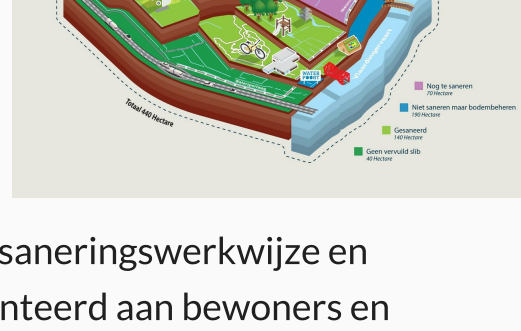 WATER
POORT
Totaal 440 Hectare
Nog te saneren
70 Hectare
Niet saneren maar bodembeheren
190 Hectare
Gesaneerd
140 Hectare
Geen vervuild slib
40 Hectare
saneringswerkwijze en
nteerd aan bewoners en